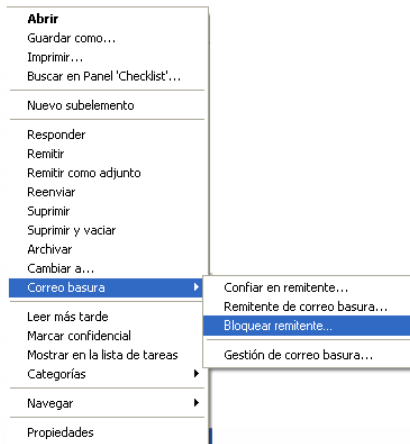 Abrir
Guardar como...
Imprimir...
Buscar en Panel 'Checklist'...
Nuevo subelemento
Responder
Remitir
Remitir como adjunto
Reenviar
Suprimir
Suprimir y vaciar
Archivar
Cambiar a...
Correo basura
Confiar en remitente...
Remitente de correo basura...
Bloquear remitente...
Gestión de correo basura...
Leer más tarde
Marcar confidencial
Mostrar en la lista de tareas
Categorías
Navegar
Propiedades